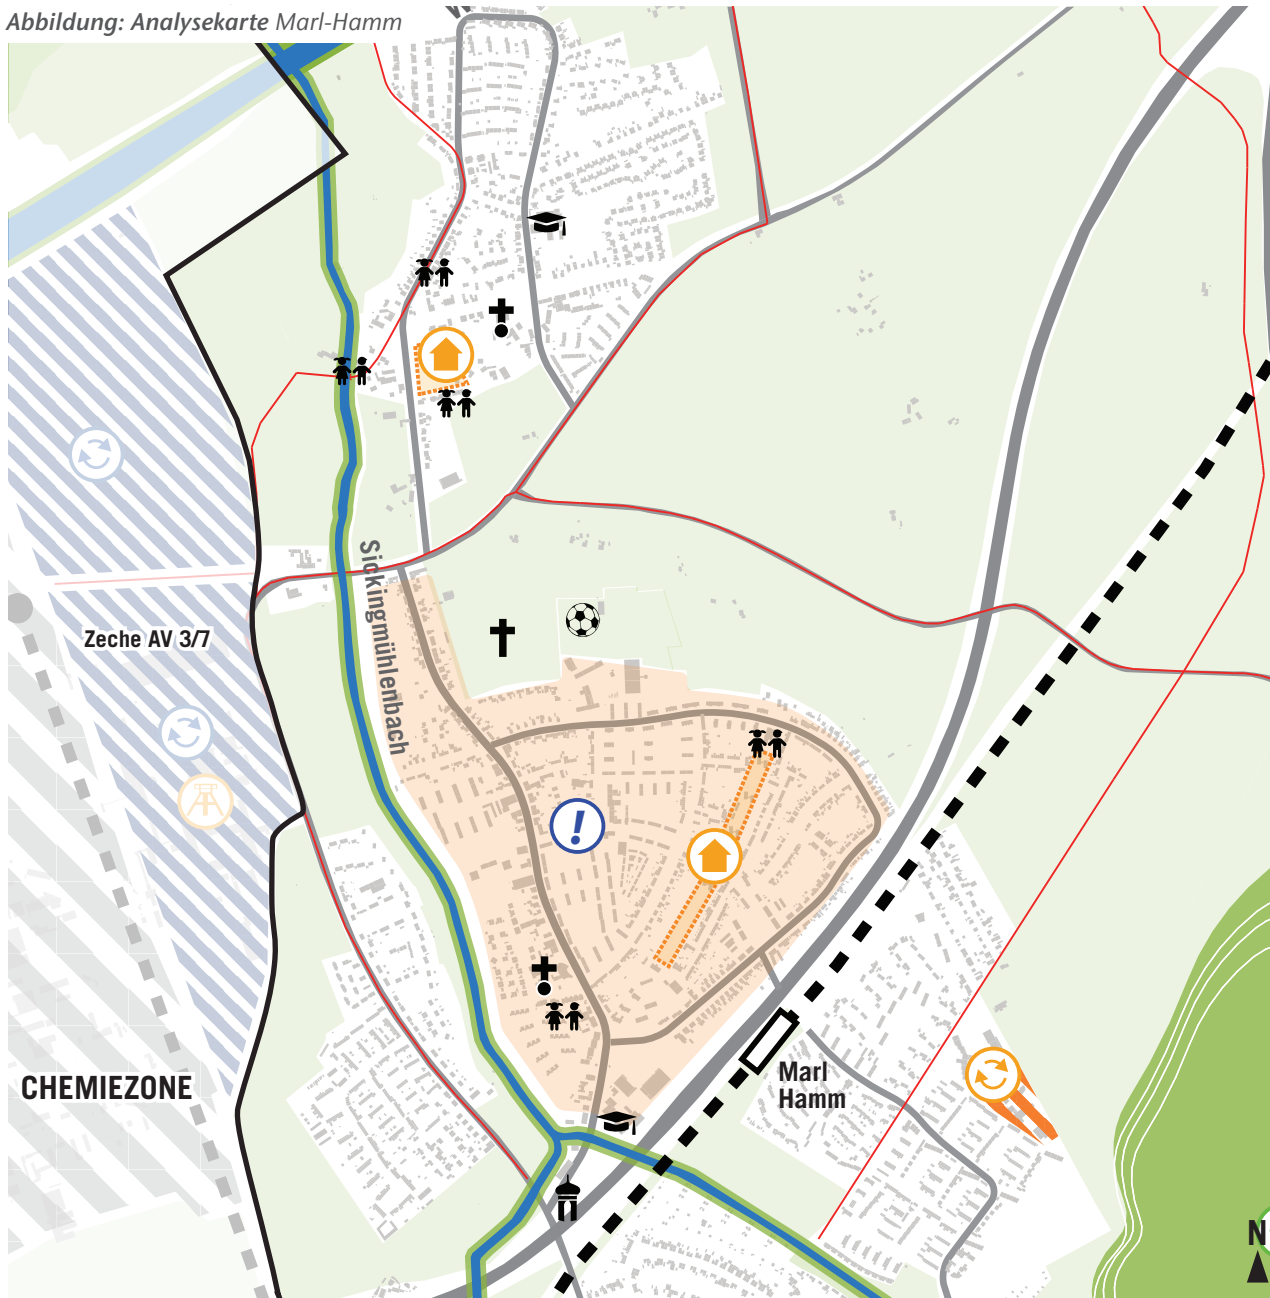 Abbildung: Analysekarte Marl-Hamm
Sickingmühlenbach
Zeche AV 3/7
!
CHEMIEZONE
Marl
Hamm
N